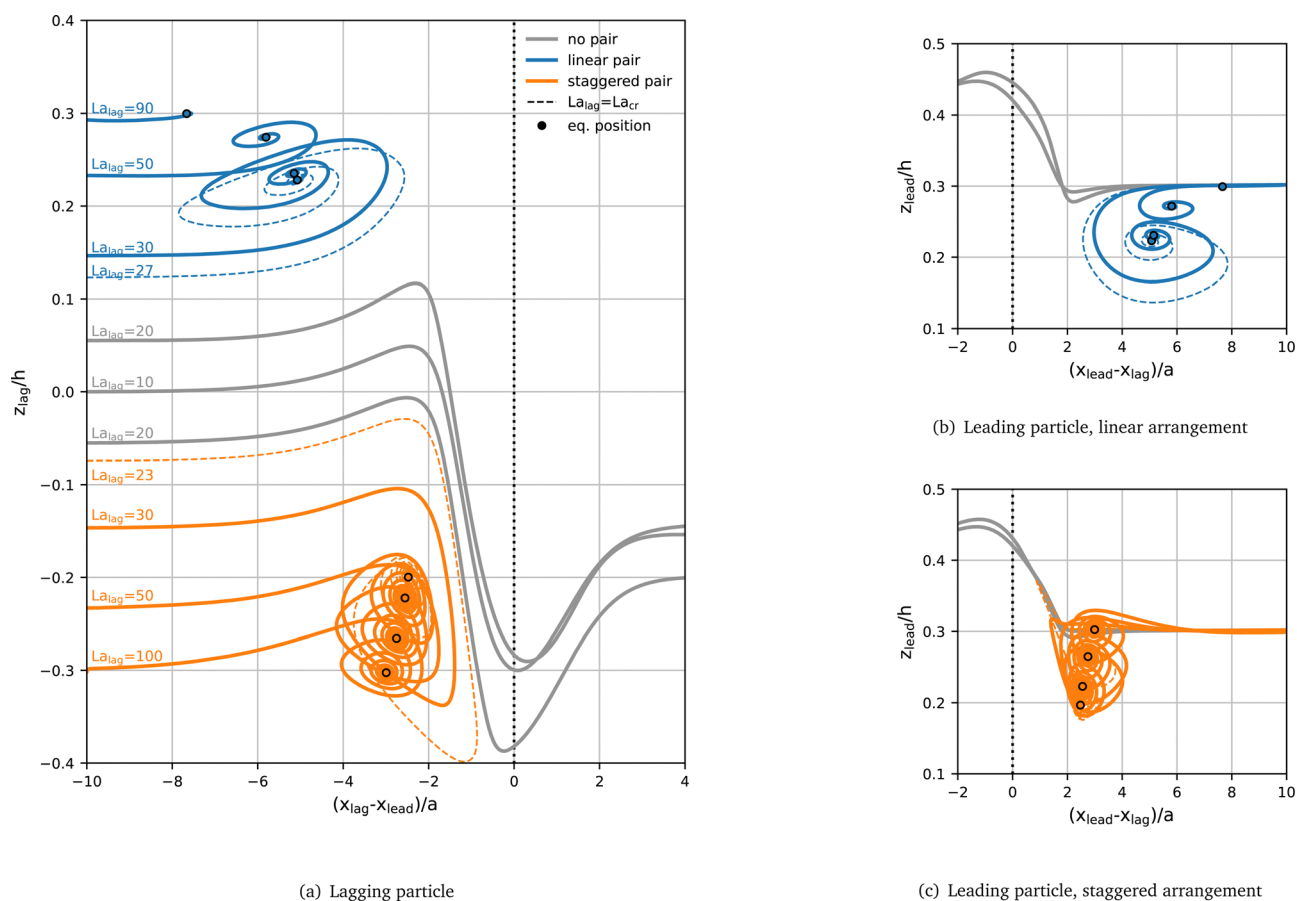 0.4
0.3
0.2
0.1
0.0
−0.1
−0.2
−0.3
−0.4
z_lag/h
−10
−8
−6
−4
−2
0
2
4
(x_lag-x_lead)/a
no pair
linear pair
staggered pair
La_lag=La_cr
eq. position
La_lag=90
La_lag=50
La_lag=30
La_lag=27
La_lag=20
La_lag=10
La_lag=20
La_lag=23
La_lag=30
La_lag=50
La_lag=100
(a) Lagging particle
0.5
0.4
0.3
0.2
0.1
z_lead/h
−2
0
2
4
6
8
10
(x_lead-x_lag)/a
(b) Leading particle, linear arrangement
0.5
0.4
0.3
0.2
0.1
z_lead/h
−2
0
2
4
6
8
10
(x_lead-x_lag)/a
(c) Leading particle, staggered arrangement